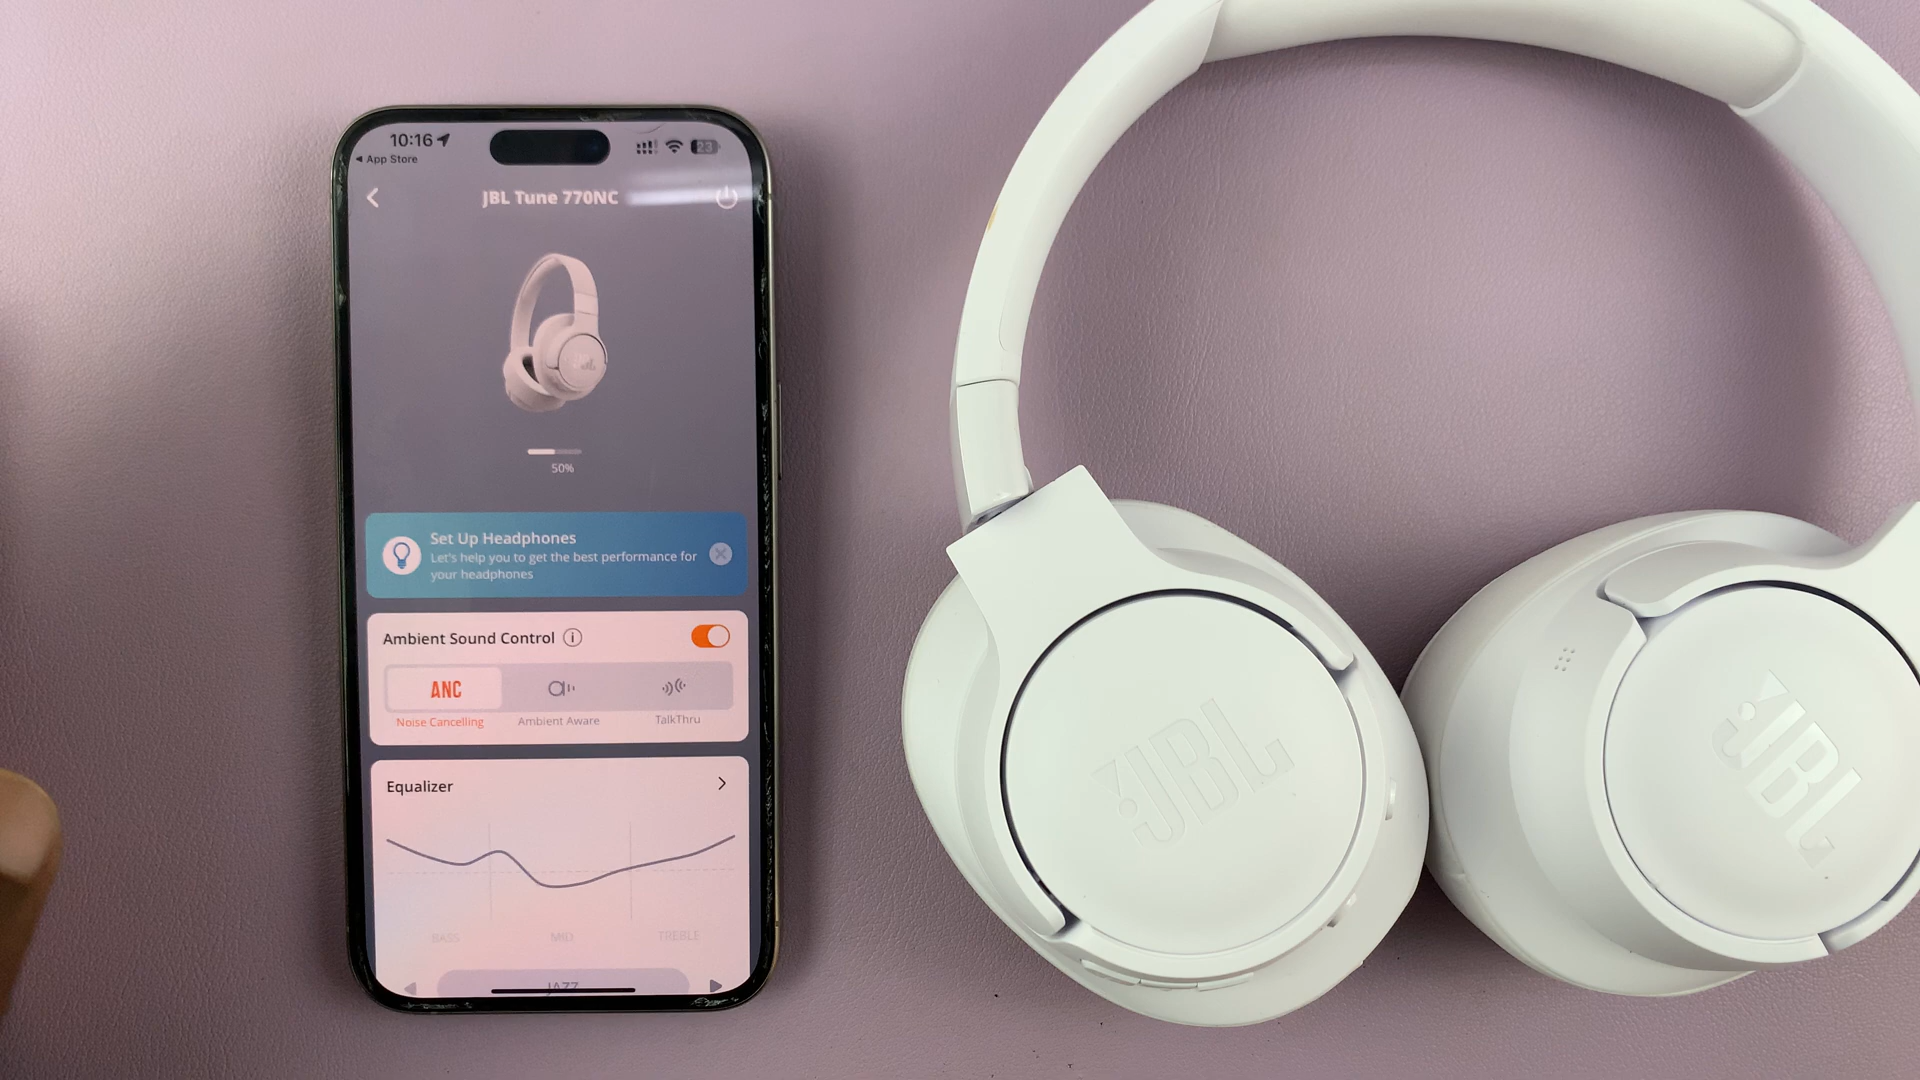 10:16
23
◀ App Store
JBL Tune 770NC
JBL
50%
Set Up Headphones
Let's help you to get the best performance for
your headphones
Ambient Sound Control
ANC
Noise Cancelling
Ambient Aware
TalkThru
Equalizer
BASS MID TREBLE
JAZZ
JBL
JBL